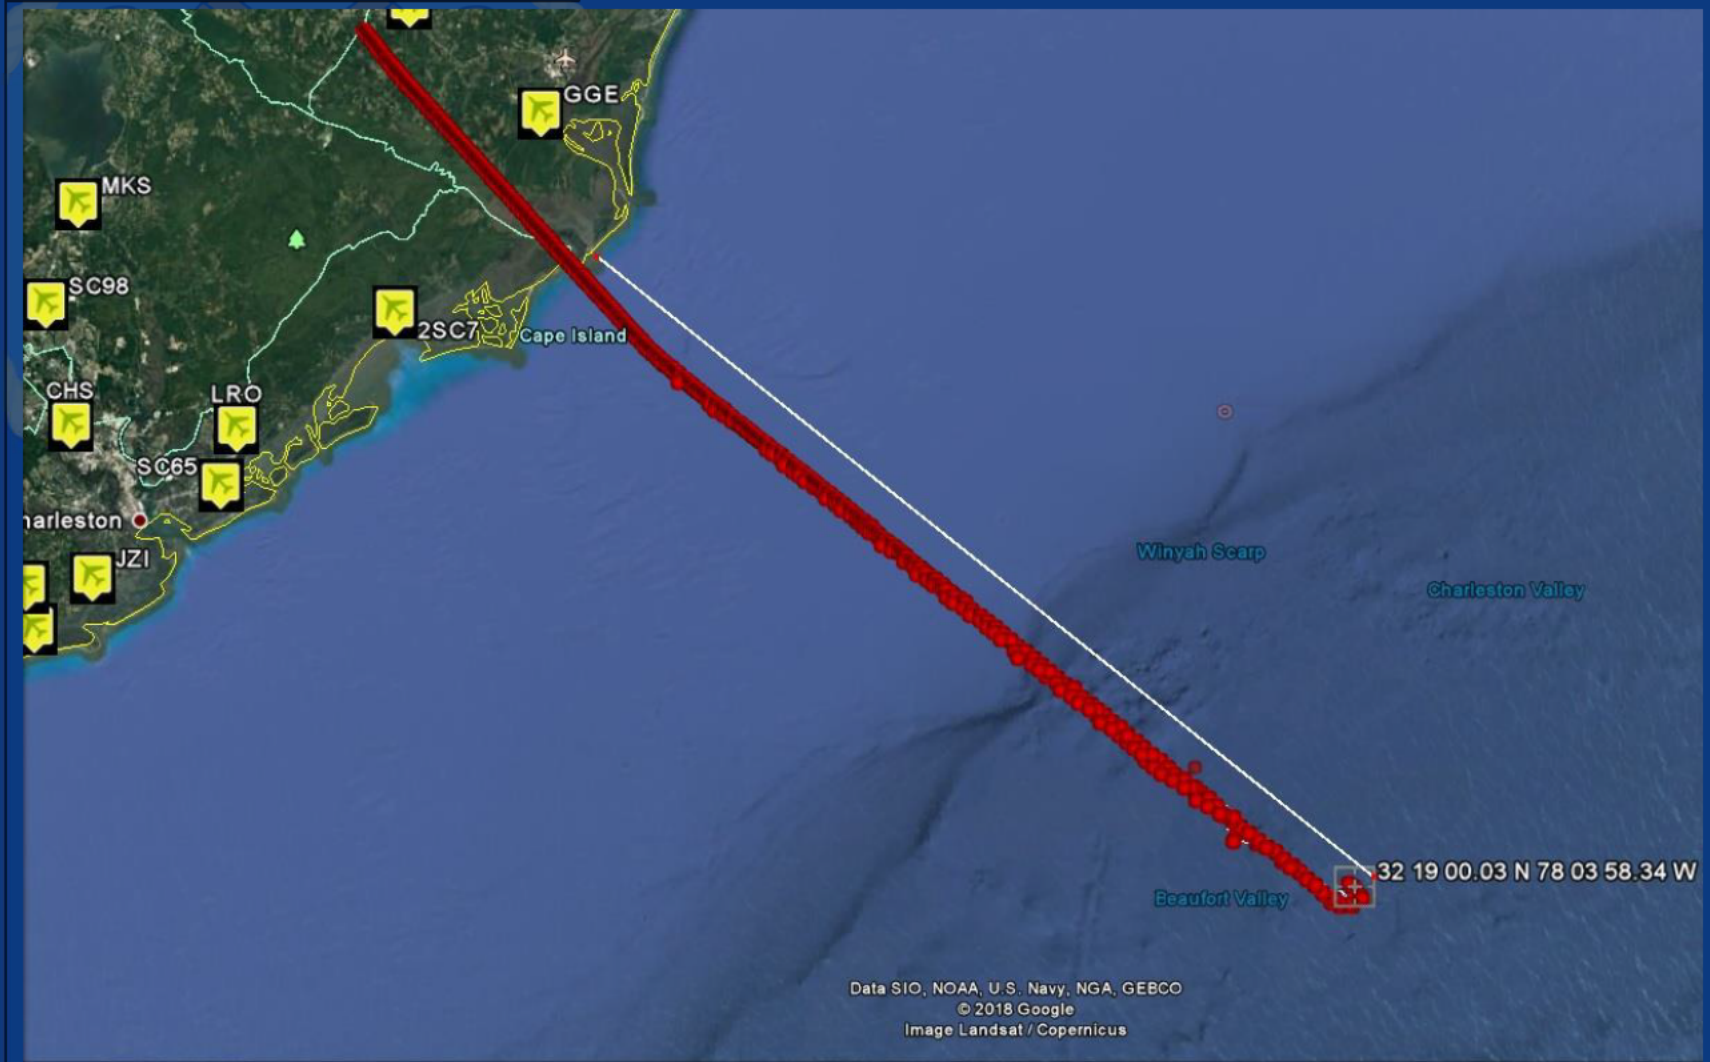 GGE
MKS
SC98
2SC7
Cape Island
CHS
LRO
SC65
harleston
JZI
Winyah Scarp
Charleston Valley
32 19 00.03 N 78 03 58.34 W
Beaufort Valley
Data SIO, NOAA, U.S. Navy, NGA, GEBCO
© 2018 Google
Image Landsat / Copernicus